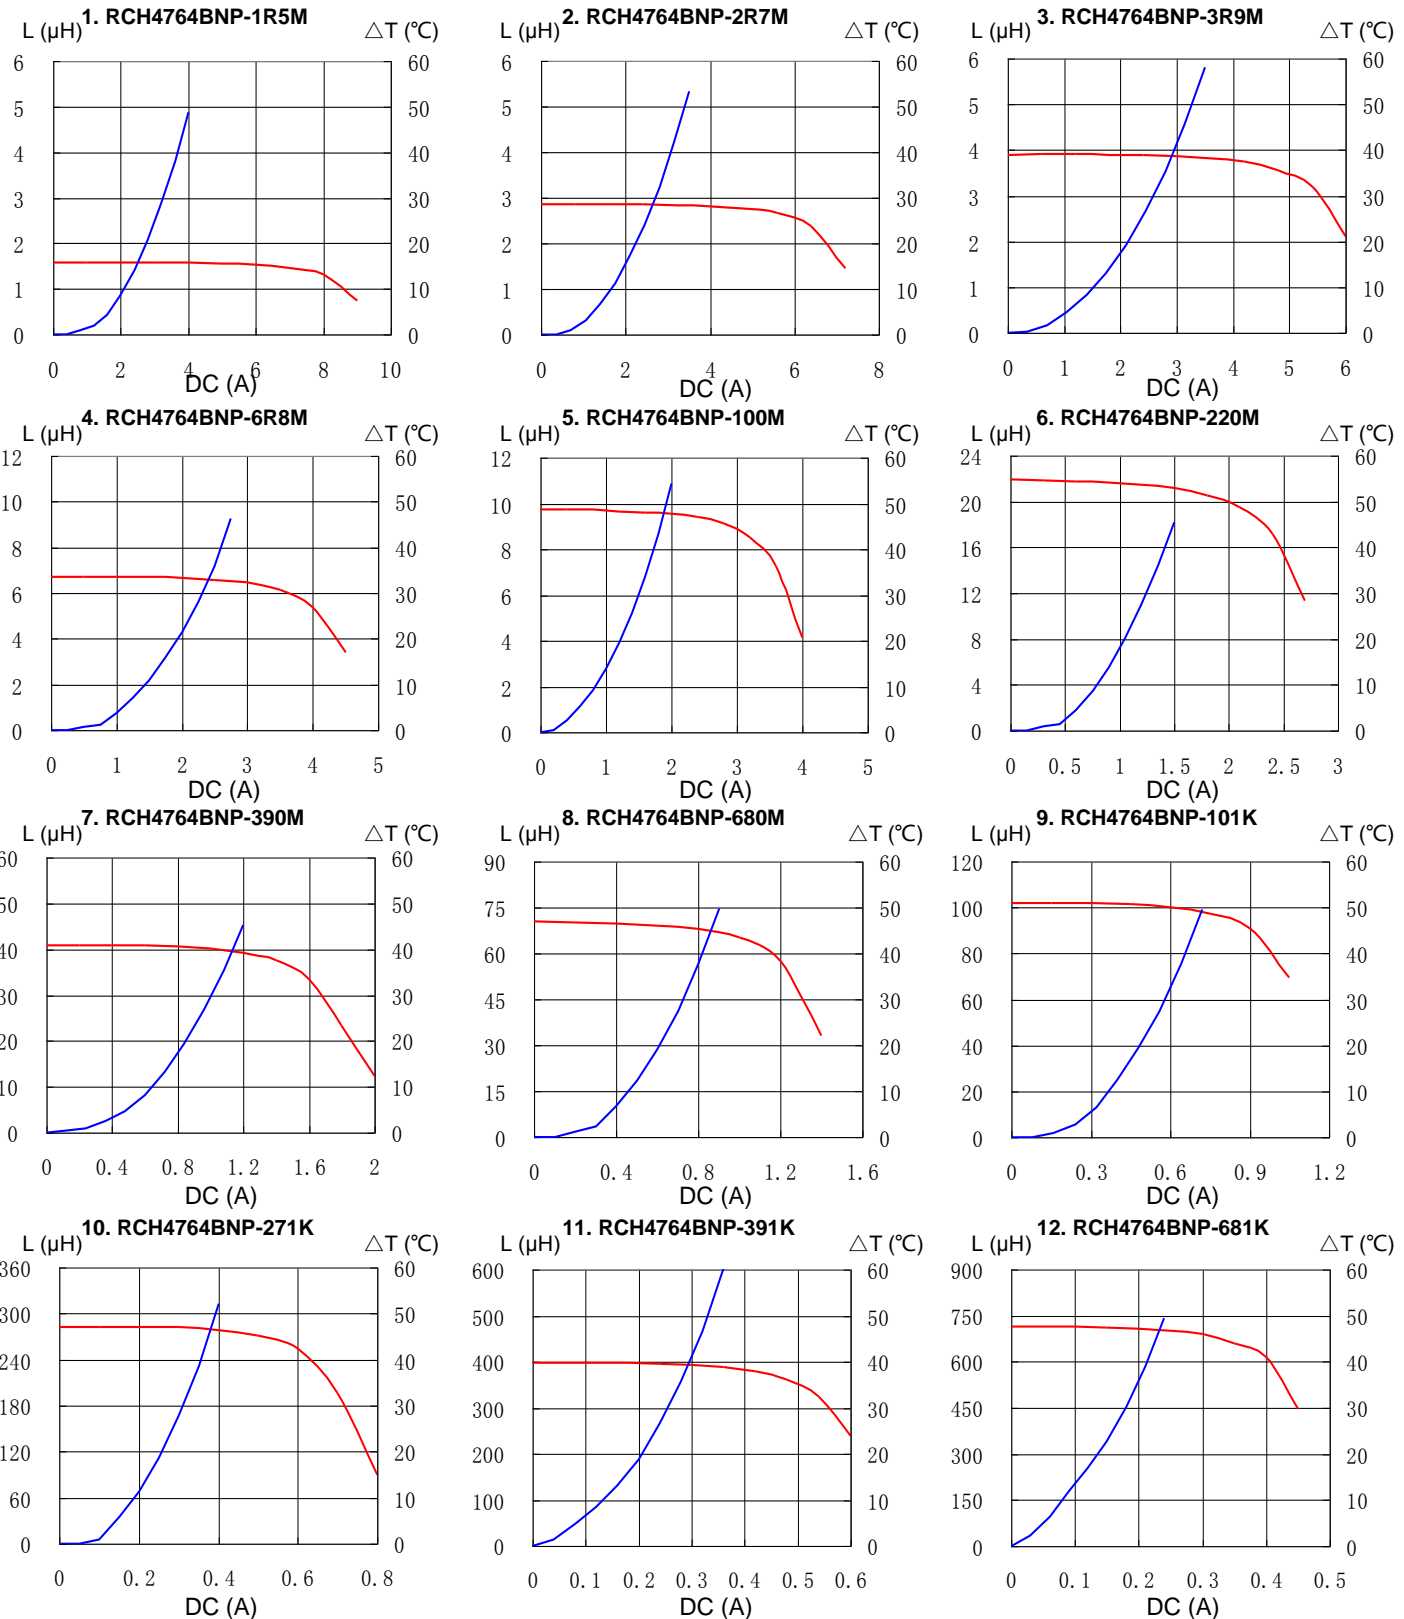 1. RCH4764BNP-1R5M
L (μH)
△T (℃)
6
5
4
3
2
1
0
60
50
40
30
20
10
0
0 2 4 6 8 10
DC (A)
2. RCH4764BNP-2R7M
L (μH)
△T (℃)
6
5
4
3
2
1
0
60
50
40
30
20
10
0
0 2 4 6 8
DC (A)
3. RCH4764BNP-3R9M
L (μH)
△T (℃)
6
5
4
3
2
1
0
60
50
40
30
20
10
0
0 1 2 3 4 5 6
DC (A)
4. RCH4764BNP-6R8M
L (μH)
△T (℃)
12
10
8
6
4
2
0
60
50
40
30
20
10
0
0 1 2 3 4 5
DC (A)
5. RCH4764BNP-100M
L (μH)
△T (℃)
12
10
8
6
4
2
0
60
50
40
30
20
10
0
0 1 2 3 4 5
DC (A)
6. RCH4764BNP-220M
L (μH)
△T (℃)
24
20
16
12
8
4
0
60
50
40
30
20
10
0
0 0.5 1 1.5 2 2.5 3
DC (A)
7. RCH4764BNP-390M
L (μH)
△T (℃)
60
50
40
30
20
10
0
60
50
40
30
20
10
0
0 0.4 0.8 1.2 1.6 2
DC (A)
8. RCH4764BNP-680M
L (μH)
△T (℃)
90
75
60
45
30
15
0
60
50
40
30
20
10
0
0 0.4 0.8 1.2 1.6
DC (A)
9. RCH4764BNP-101K
L (μH)
△T (℃)
120
100
80
60
40
20
0
60
50
40
30
20
10
0
0 0.3 0.6 0.9 1.2
DC (A)
10. RCH4764BNP-271K
L (μH)
△T (℃)
360
300
240
180
120
60
0
60
50
40
30
20
10
0
0 0.2 0.4 0.6 0.8
DC (A)
11. RCH4764BNP-391K
L (μH)
△T (℃)
600
500
400
300
200
100
0
60
50
40
30
20
10
0
0 0.1 0.2 0.3 0.4 0.5 0.6
DC (A)
12. RCH4764BNP-681K
L (μH)
△T (℃)
900
750
600
450
300
150
0
60
50
40
30
20
10
0
0 0.1 0.2 0.3 0.4 0.5
DC (A)